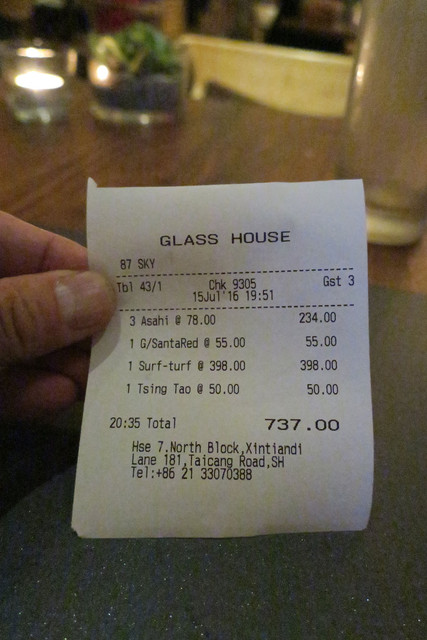 GLASS HOUSE
87 SKY
Tbl 43/1 Chk 9305 Gst 3
15Jul'16 19:51
3 Asahi @ 78.00 234.00
1 G/SantaRed @ 55.00 55.00
1 Surf-turf @ 398.00 398.00
1 Tsing Tao @ 50.00 50.00
20:35 Total 737.00
Hse 7.North Block,Xintiandi
Lane 181,Taicang Road,SH
Tel:+86 21 33070388